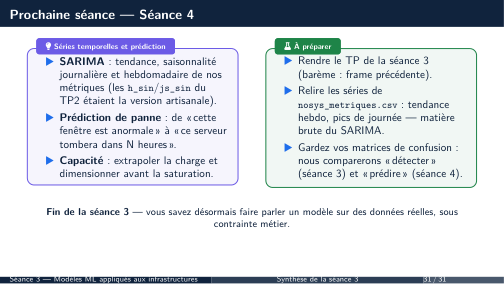 Prochaine séance — Séance 4
Séries temporelles et prédiction
SARIMA : tendance, saisonnalité
journalière et hebdomadaire de nos
métriques (les h_sin/js_sin du
TP2 étaient la version artisanale).
Prédiction de panne : de « cette
fenêtre est anormale » à « ce serveur
tombera dans N heures ».
Capacité : extrapoler la charge et
dimensionner avant la saturation.
À préparer
Rendre le TP de la séance 3
(barème : frame précédente).
Relire les séries de
nosys_metriques.csv : tendance
hebdo, pics de journée — matière
brute du SARIMA.
Gardez vos matrices de confusion :
nous comparerons « détecter »
(séance 3) et « prédire » (séance 4).
Fin de la séance 3 — vous savez désormais faire parler un modèle sur des données réelles, sous
contrainte métier.
Séance 3 — Modèles ML appliqués aux infrastructures
Synthèse de la séance 3
31 / 31